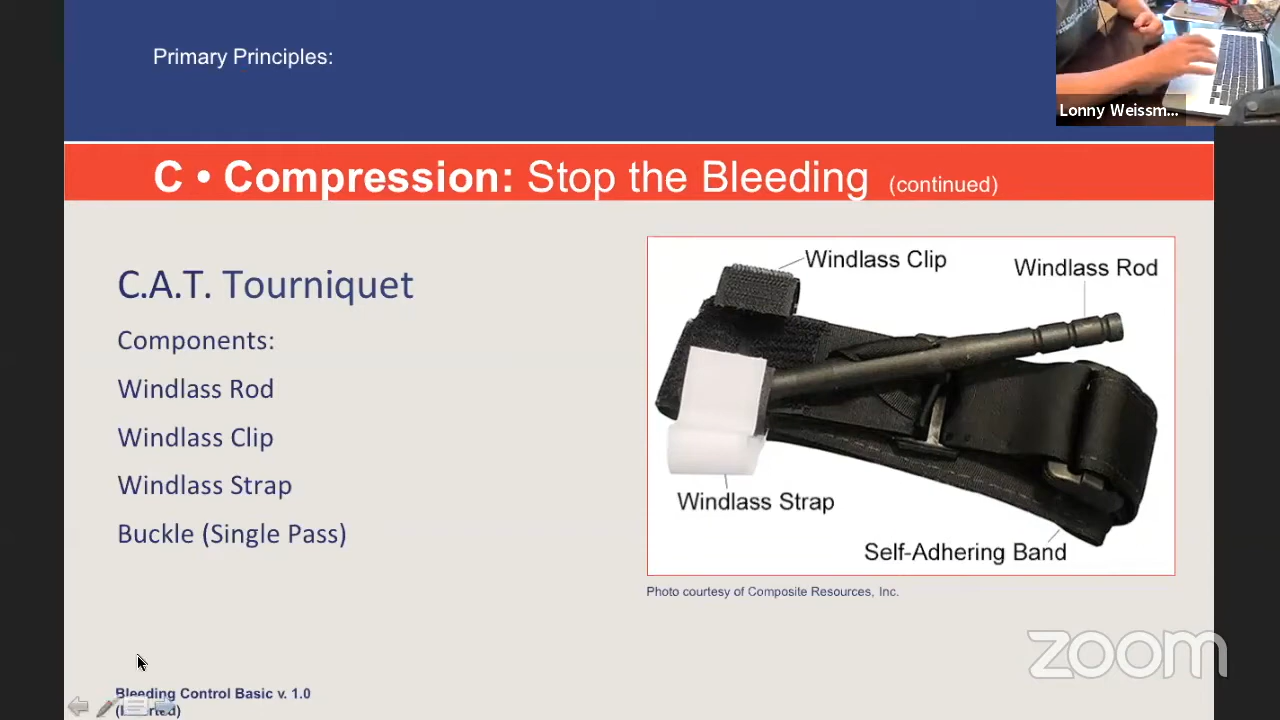 Primary Principles:
Lonny Weissm...
C • Compression: Stop the Bleeding (continued)
C.A.T. Tourniquet
Components:
Windlass Rod
Windlass Clip
Windlass Strap
Buckle (Single Pass)
Windlass Clip
Windlass Rod
Windlass Strap
Self-Adhering Band
Photo courtesy of Composite Resources, Inc.
zoom
Bleeding Control Basic v. 1.0